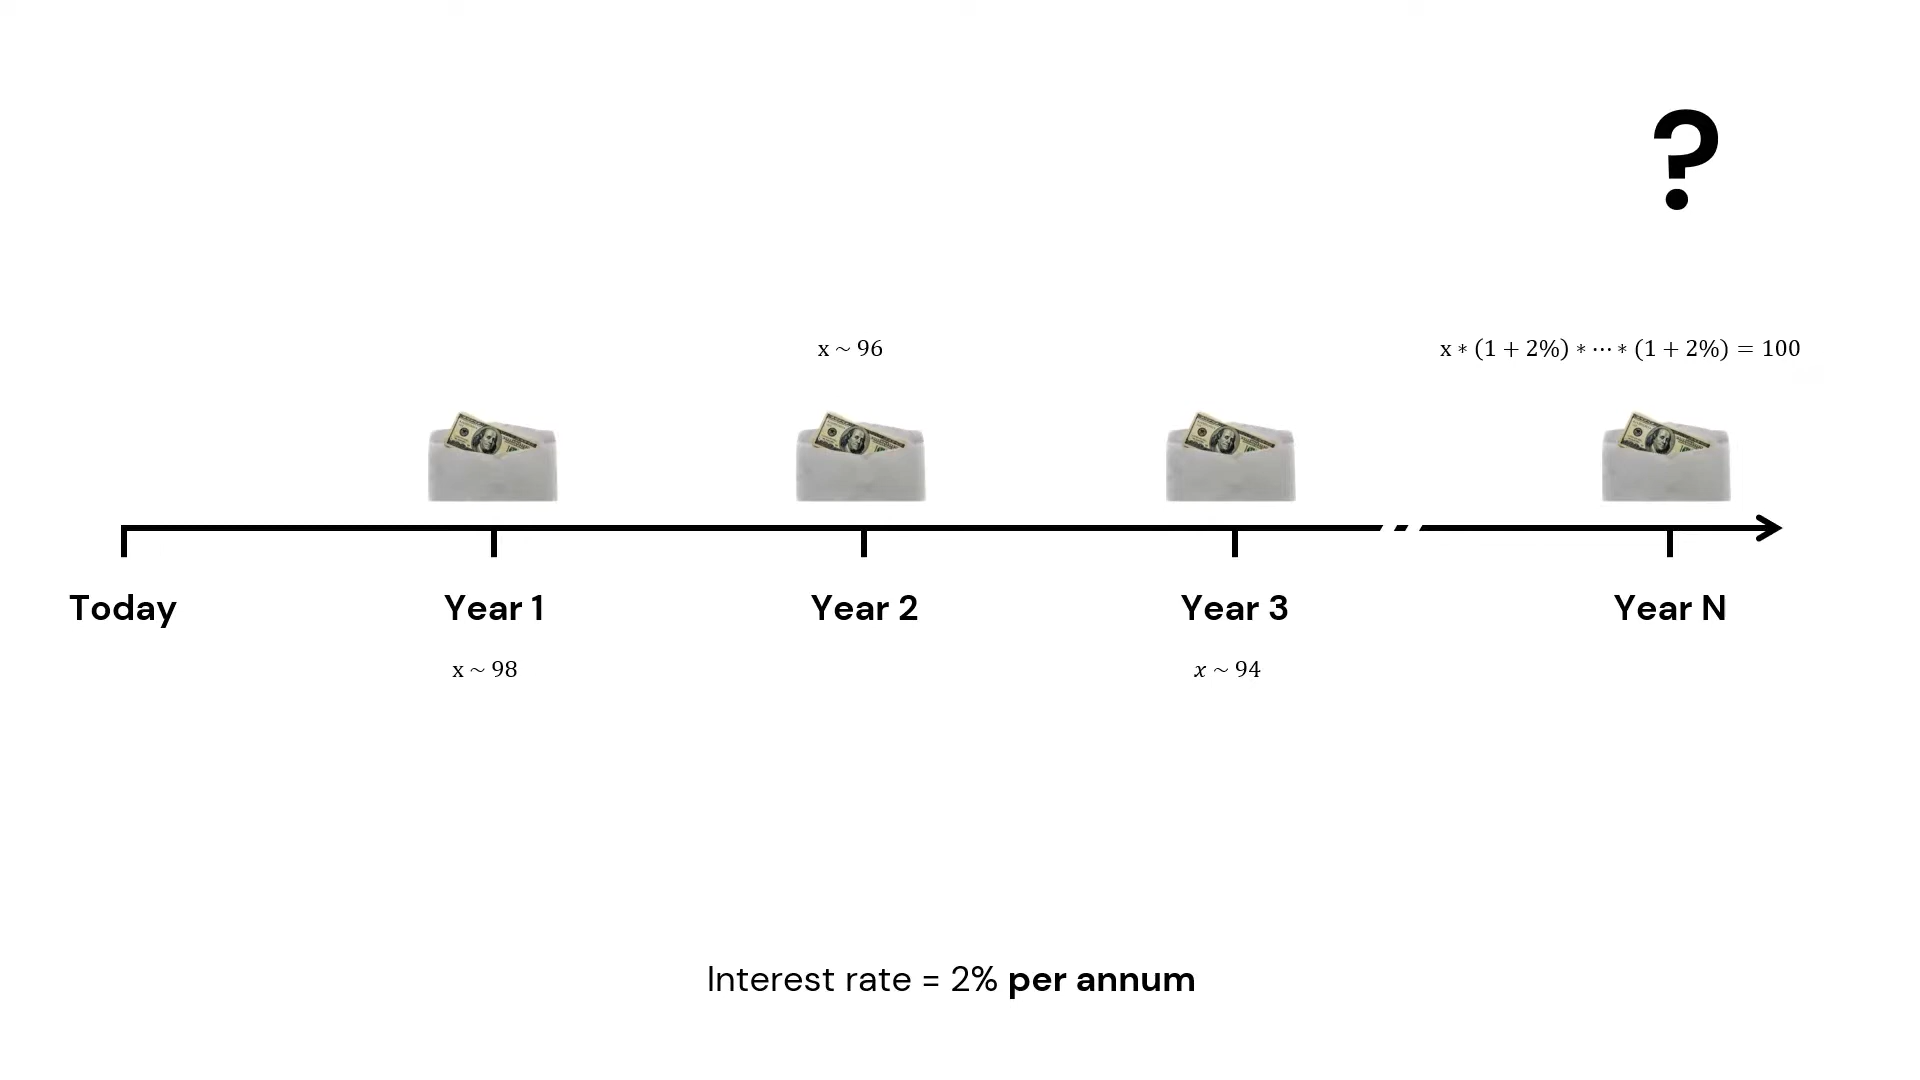 ?
x ~ 96
x * (1 + 2%) * ⋯ * (1 + 2%) = 100
Today
Year 1
Year 2
Year 3
Year N
x ~ 98
x ~ 94
Interest rate = 2% per annum